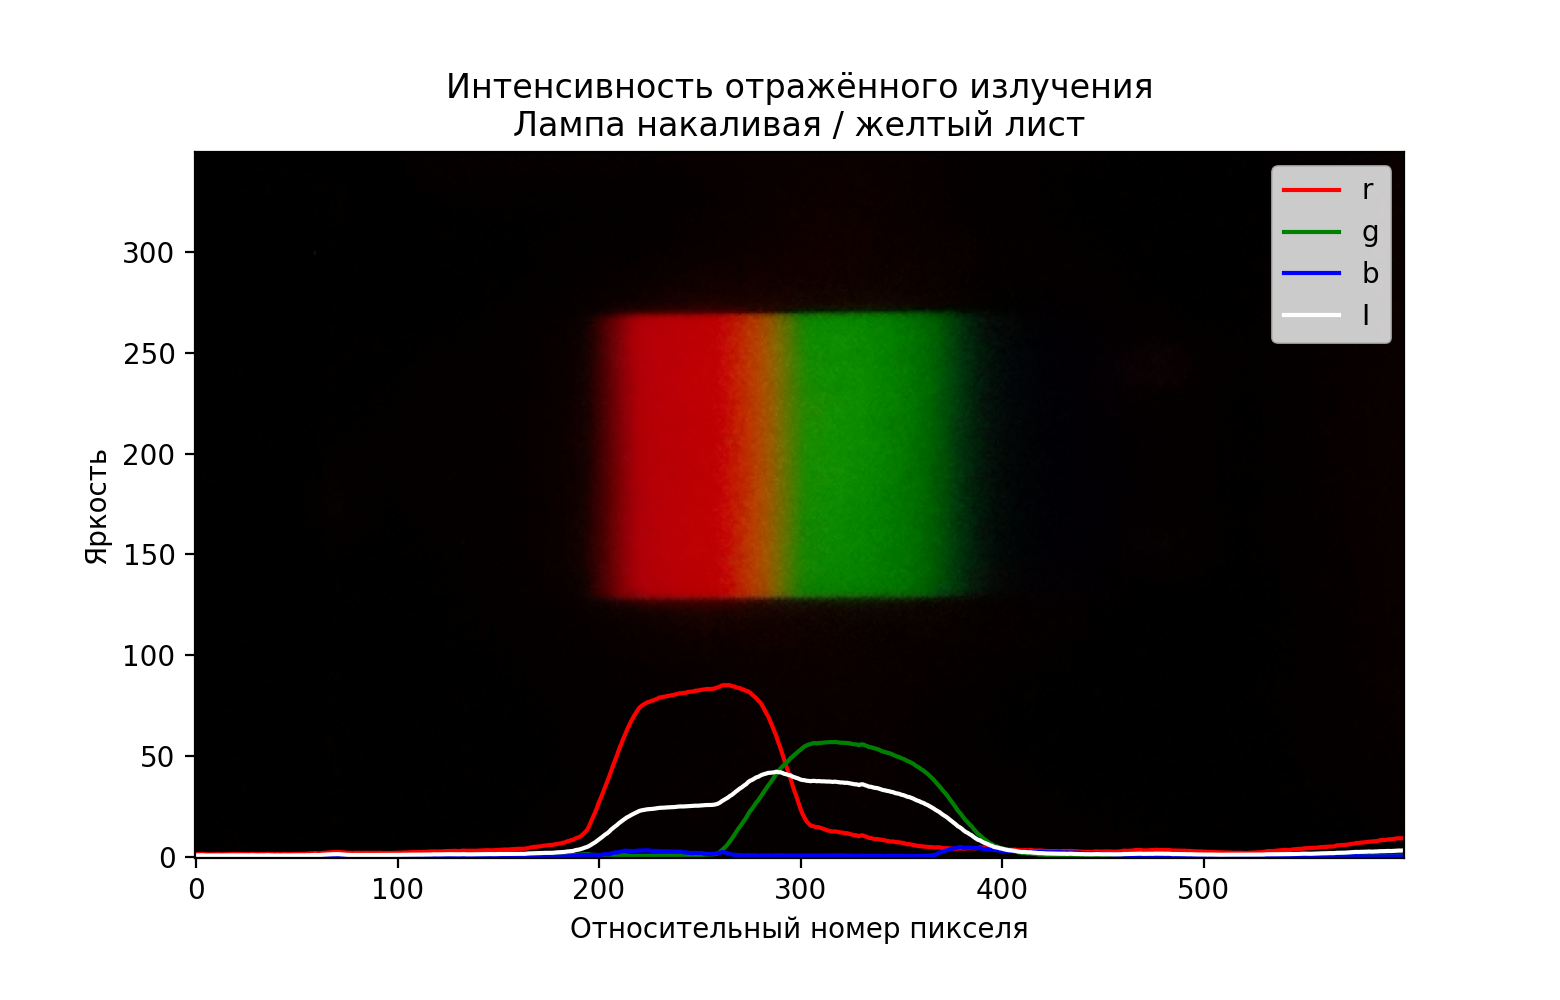 Интенсивность отражённого излучения
Лампа накаливая / желтый лист
r
g
b
l
300
250
200
150
100
50
0
Яркость
0 100 200 300 400 500
Относительный номер пикселя